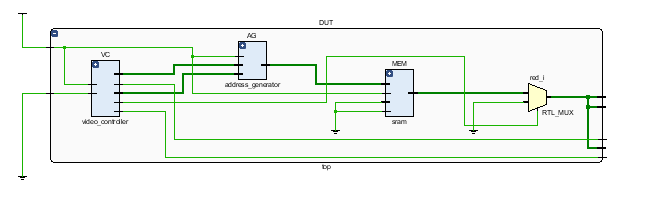 DUT
AG
address_generator
VC
video_controller
MEM
sram
red_i
RTL_MUX
top